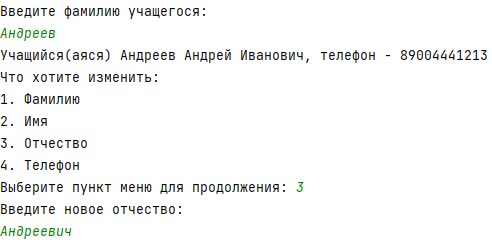 Введите фамилию учащегося:
Андреев
Учащийся(аяся) Андреев Андрей Иванович, телефон - 89004441213
Что хотите изменить:
1. Фамилию
2. Имя
3. Отчество
4. Телефон
Выберите пункт меню для продолжения: 3
Введите новое отчество:
Андреевич